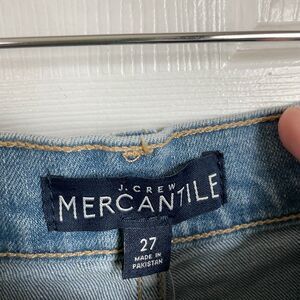 J. CREW
MERCANTILE
27
MADE IN
PAKISTAN